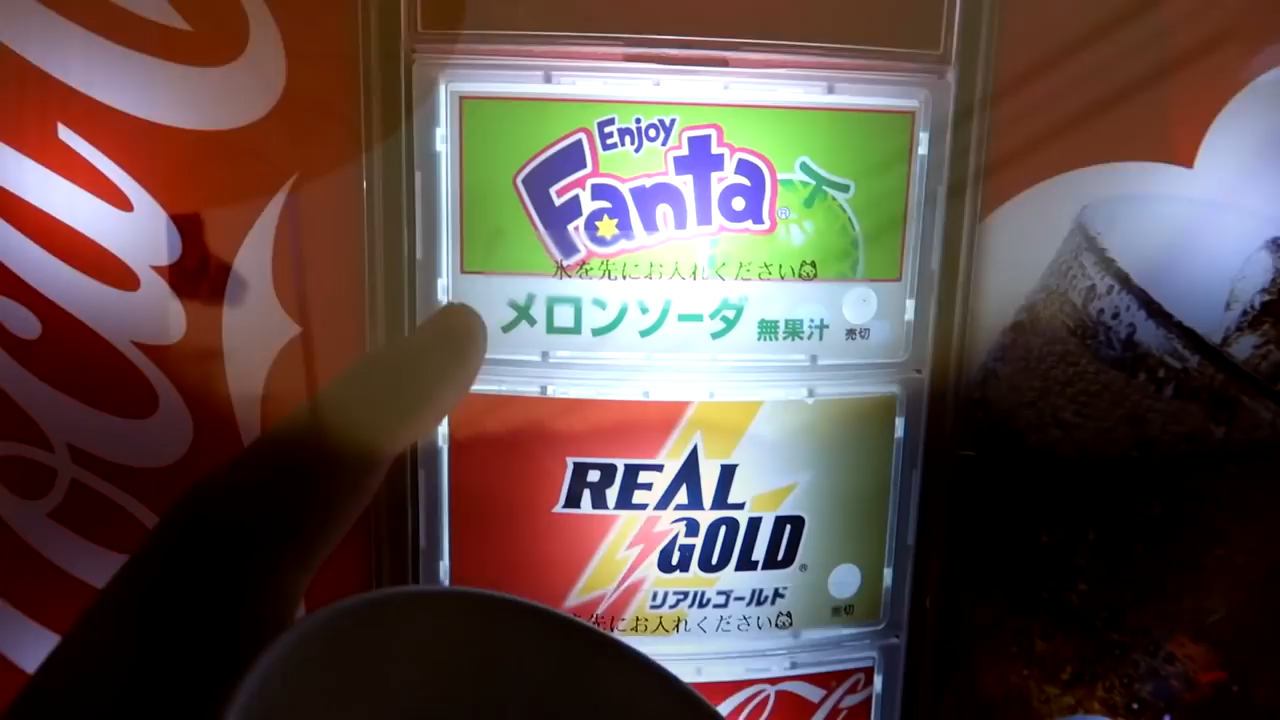 Enjoy
Fanta®
氷を先にお入れください
メロンソーダ 無果汁
売切
REAL
GOLD®
リアルゴールド
先にお入れください
売切